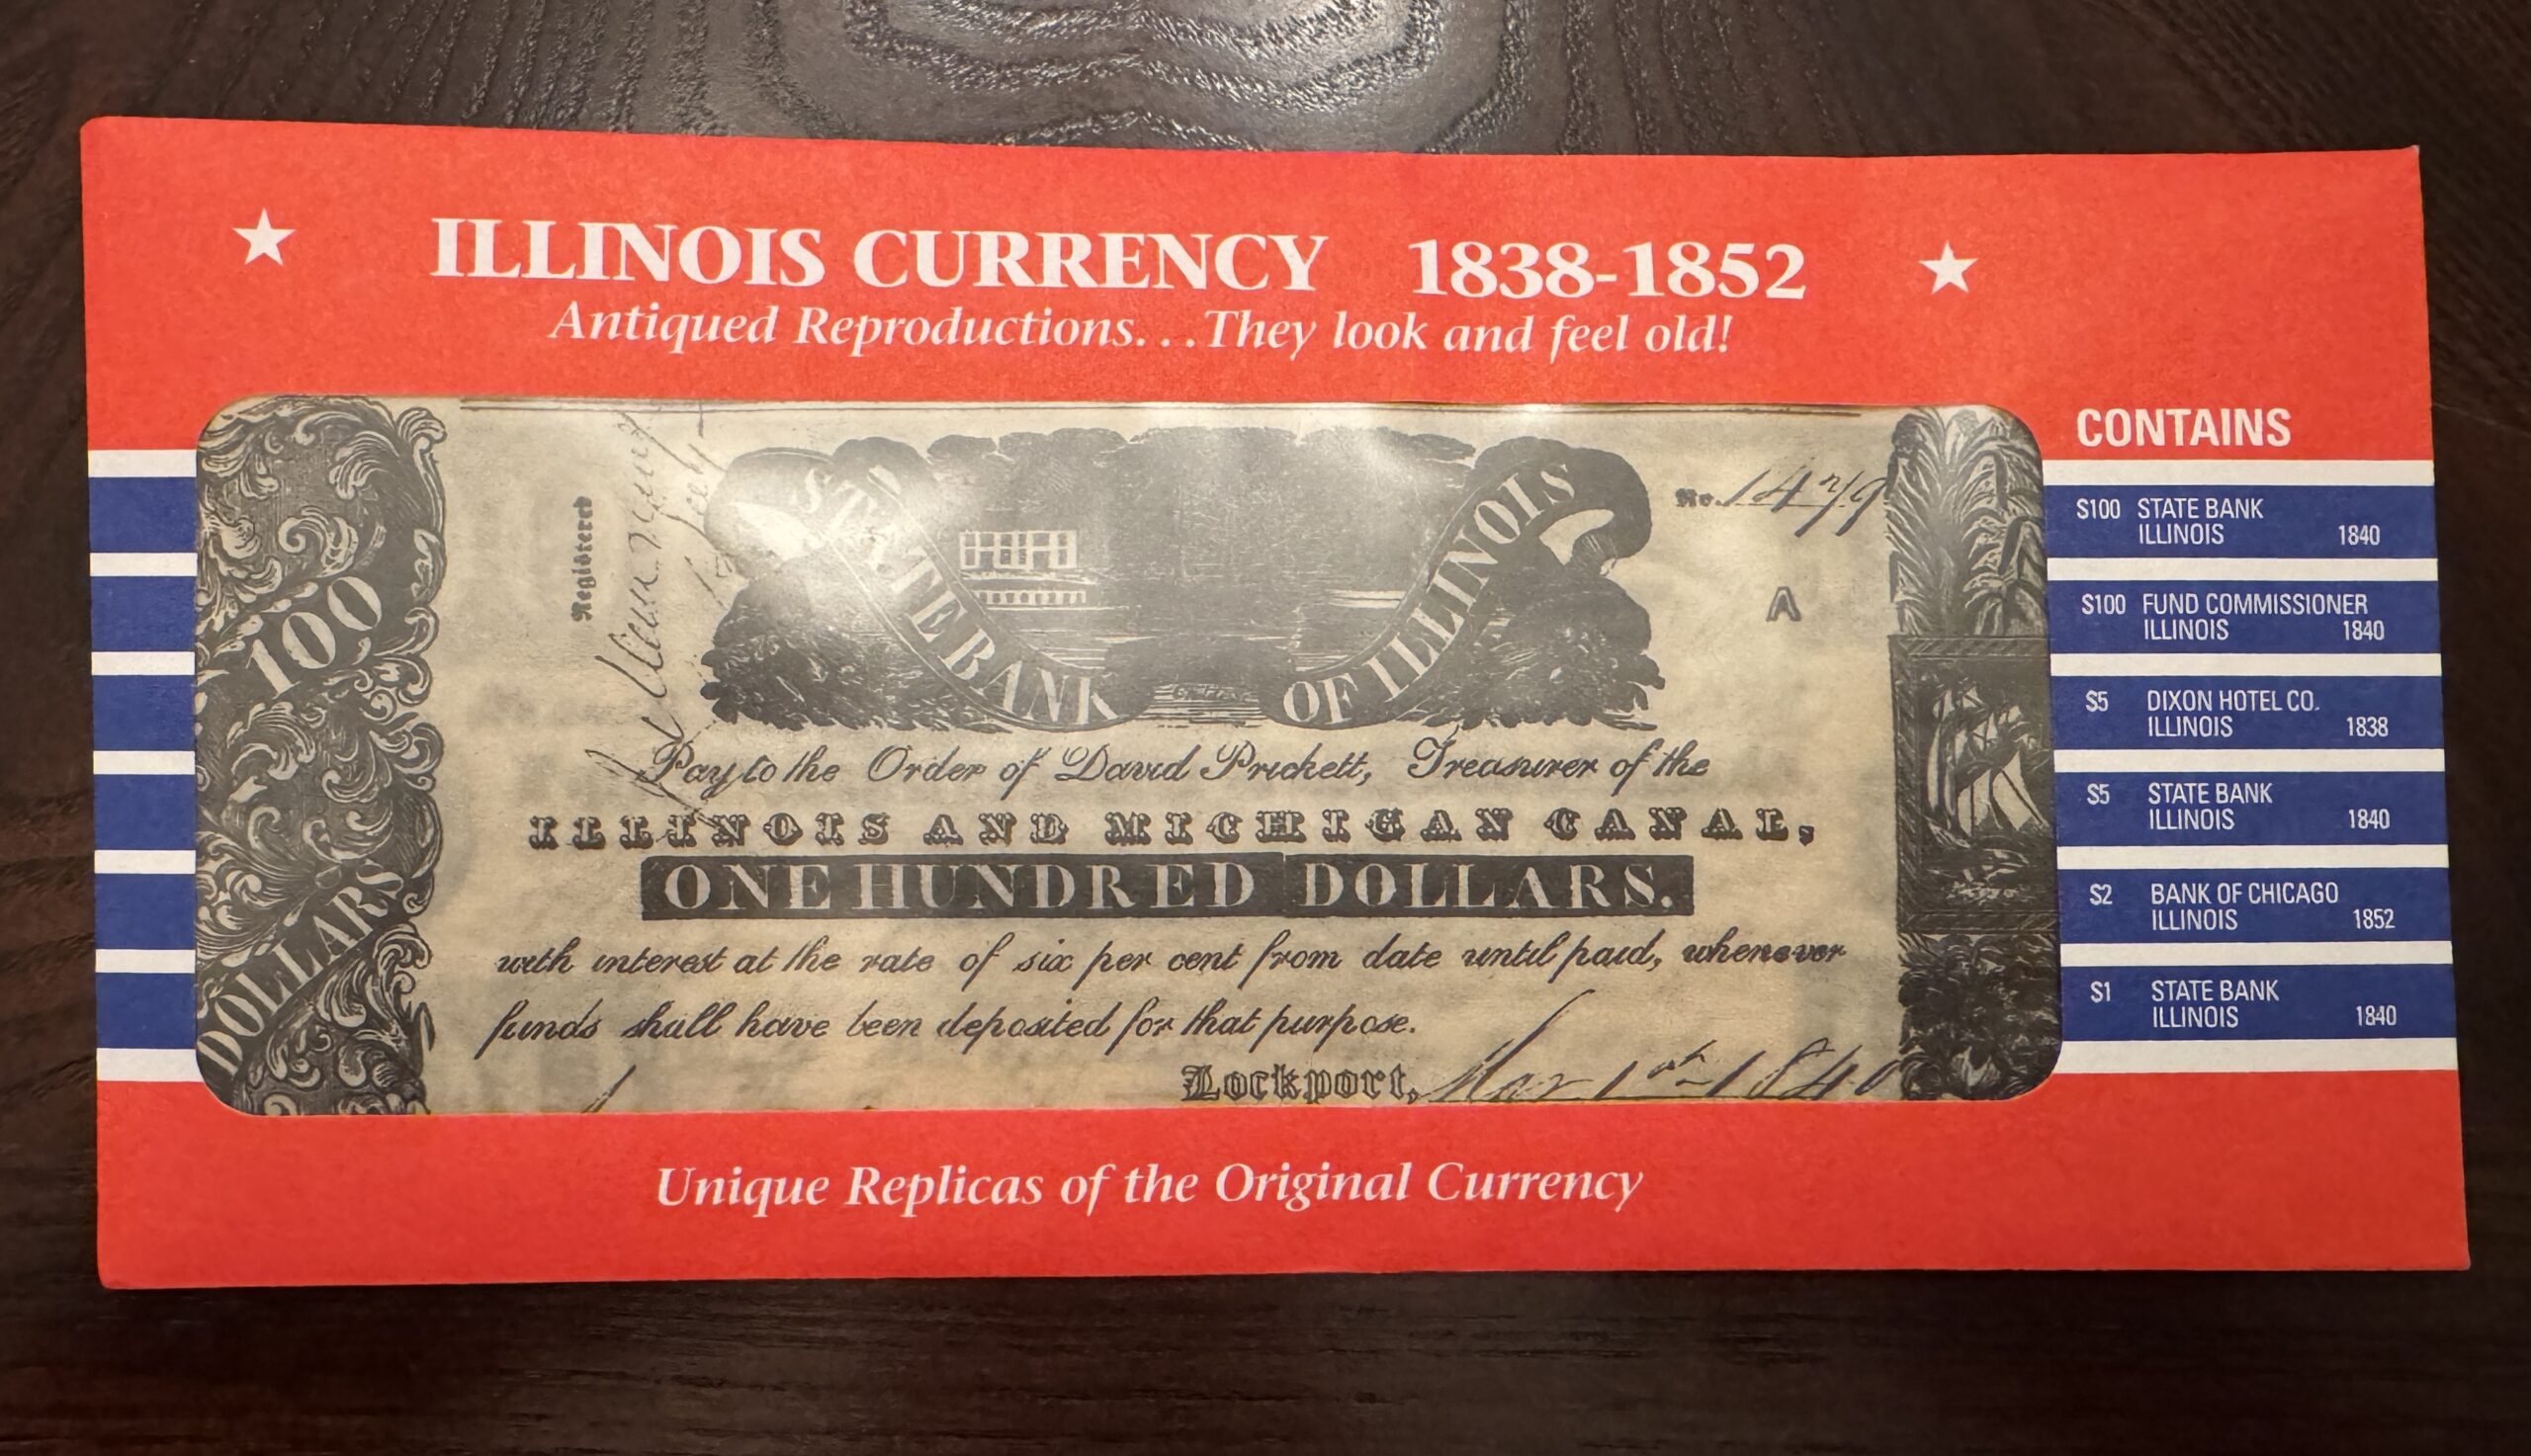 ILLINOIS CURRENCY 1838-1852
Antiqued Reproductions...They look and feel old!
100
DOLLARS
Registered
STATE BANK OF ILLINOIS
No.
A
Pay to the Order of David Prickett, Treasurer of the
ILLINOIS AND MICHIGAN CANAL,
ONE HUNDRED DOLLARS.
with interest at the rate of six per cent from date until paid, whenever
funds shall have been deposited for that purpose.
Lockport, Mar 1st 1840
CONTAINS
$100 STATE BANK
ILLINOIS 1840
$100 FUND COMMISSIONER
ILLINOIS 1840
$5 DIXON HOTEL CO.
ILLINOIS 1838
$5 STATE BANK
ILLINOIS 1840
$2 BANK OF CHICAGO
ILLINOIS 1852
$1 STATE BANK
ILLINOIS 1840
Unique Replicas of the Original Currency